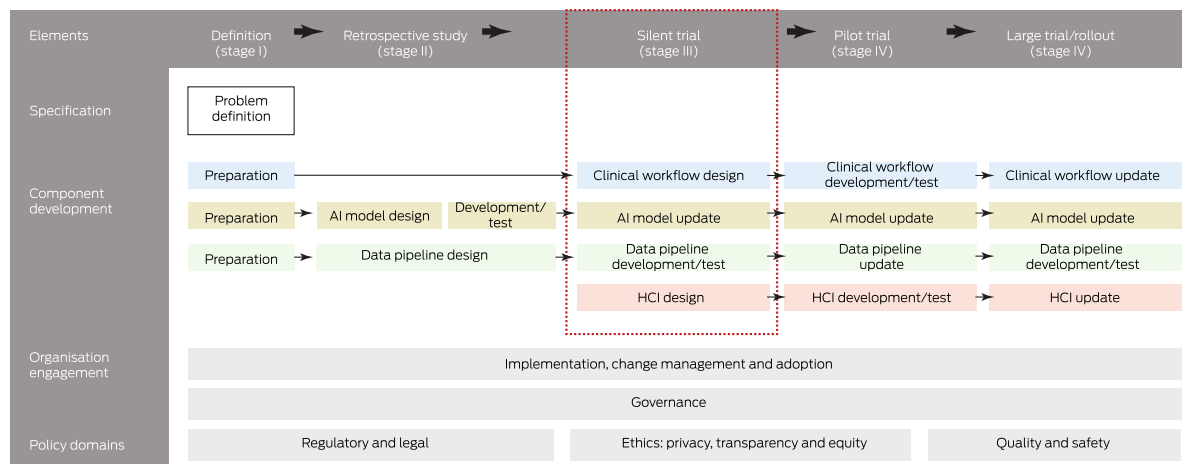 Elements
Definition
(stage I)
Retrospective study
(stage II)
Silent trial
(stage III)
Pilot trial
(stage IV)
Large trial/rollout
(stage IV)
Specification
Problem
definition
Component
development
Preparation
Clinical workflow design
Clinical workflow
development/test
Clinical workflow update
Preparation
AI model design
Development/
test
AI model update
AI model update
AI model update
Preparation
Data pipeline design
Data pipeline
development/test
Data pipeline
update
Data pipeline
development/test
HCI design
HCI development/test
HCI update
Organisation
engagement
Implementation, change management and adoption
Governance
Policy domains
Regulatory and legal
Ethics: privacy, transparency and equity
Quality and safety